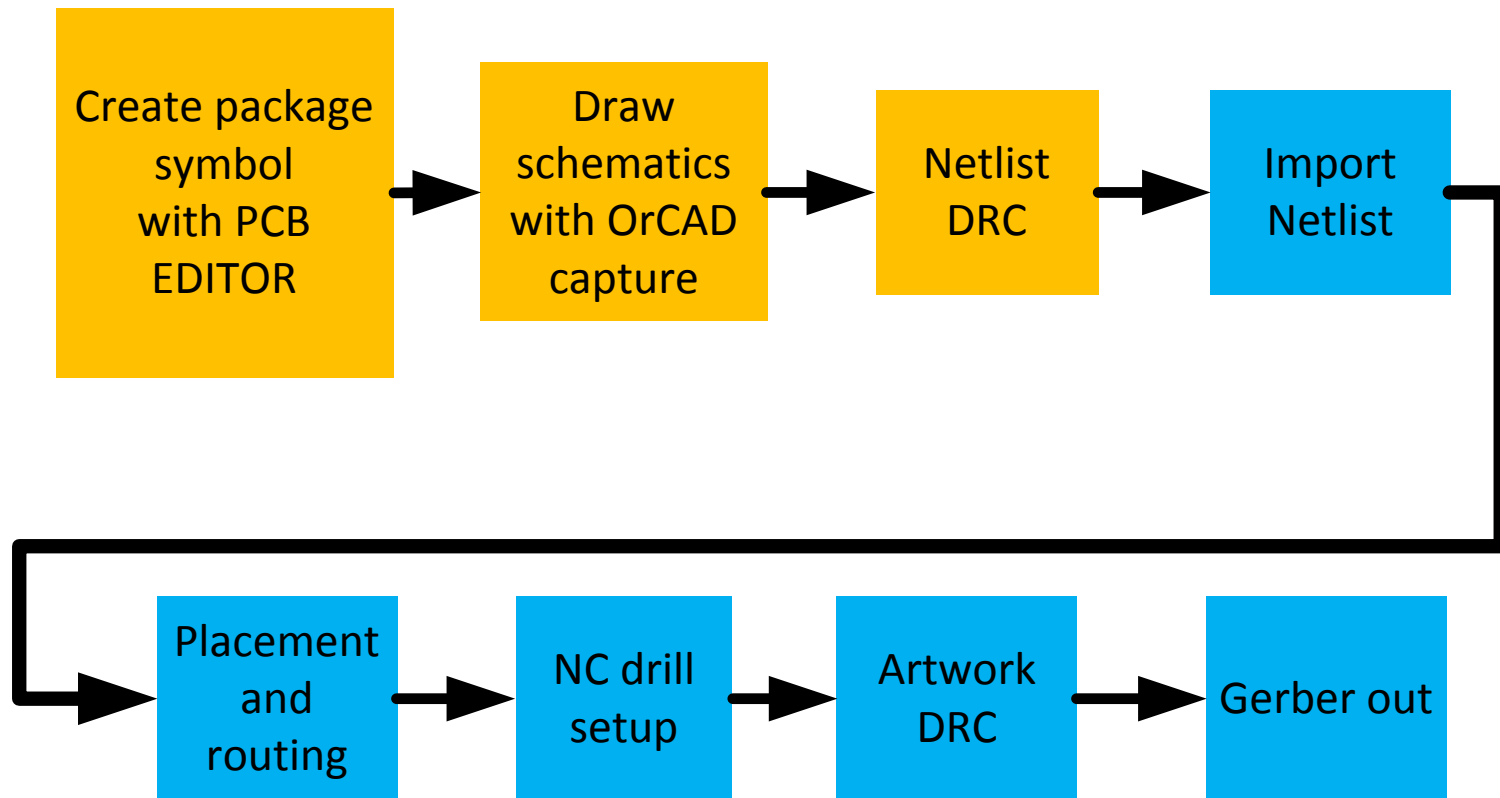 Create package
symbol
with PCB
EDITOR
Draw
schematics
with OrCAD
capture
Netlist
DRC
Import
Netlist
Placement
and
routing
NC drill
setup
Artwork
DRC
Gerber out